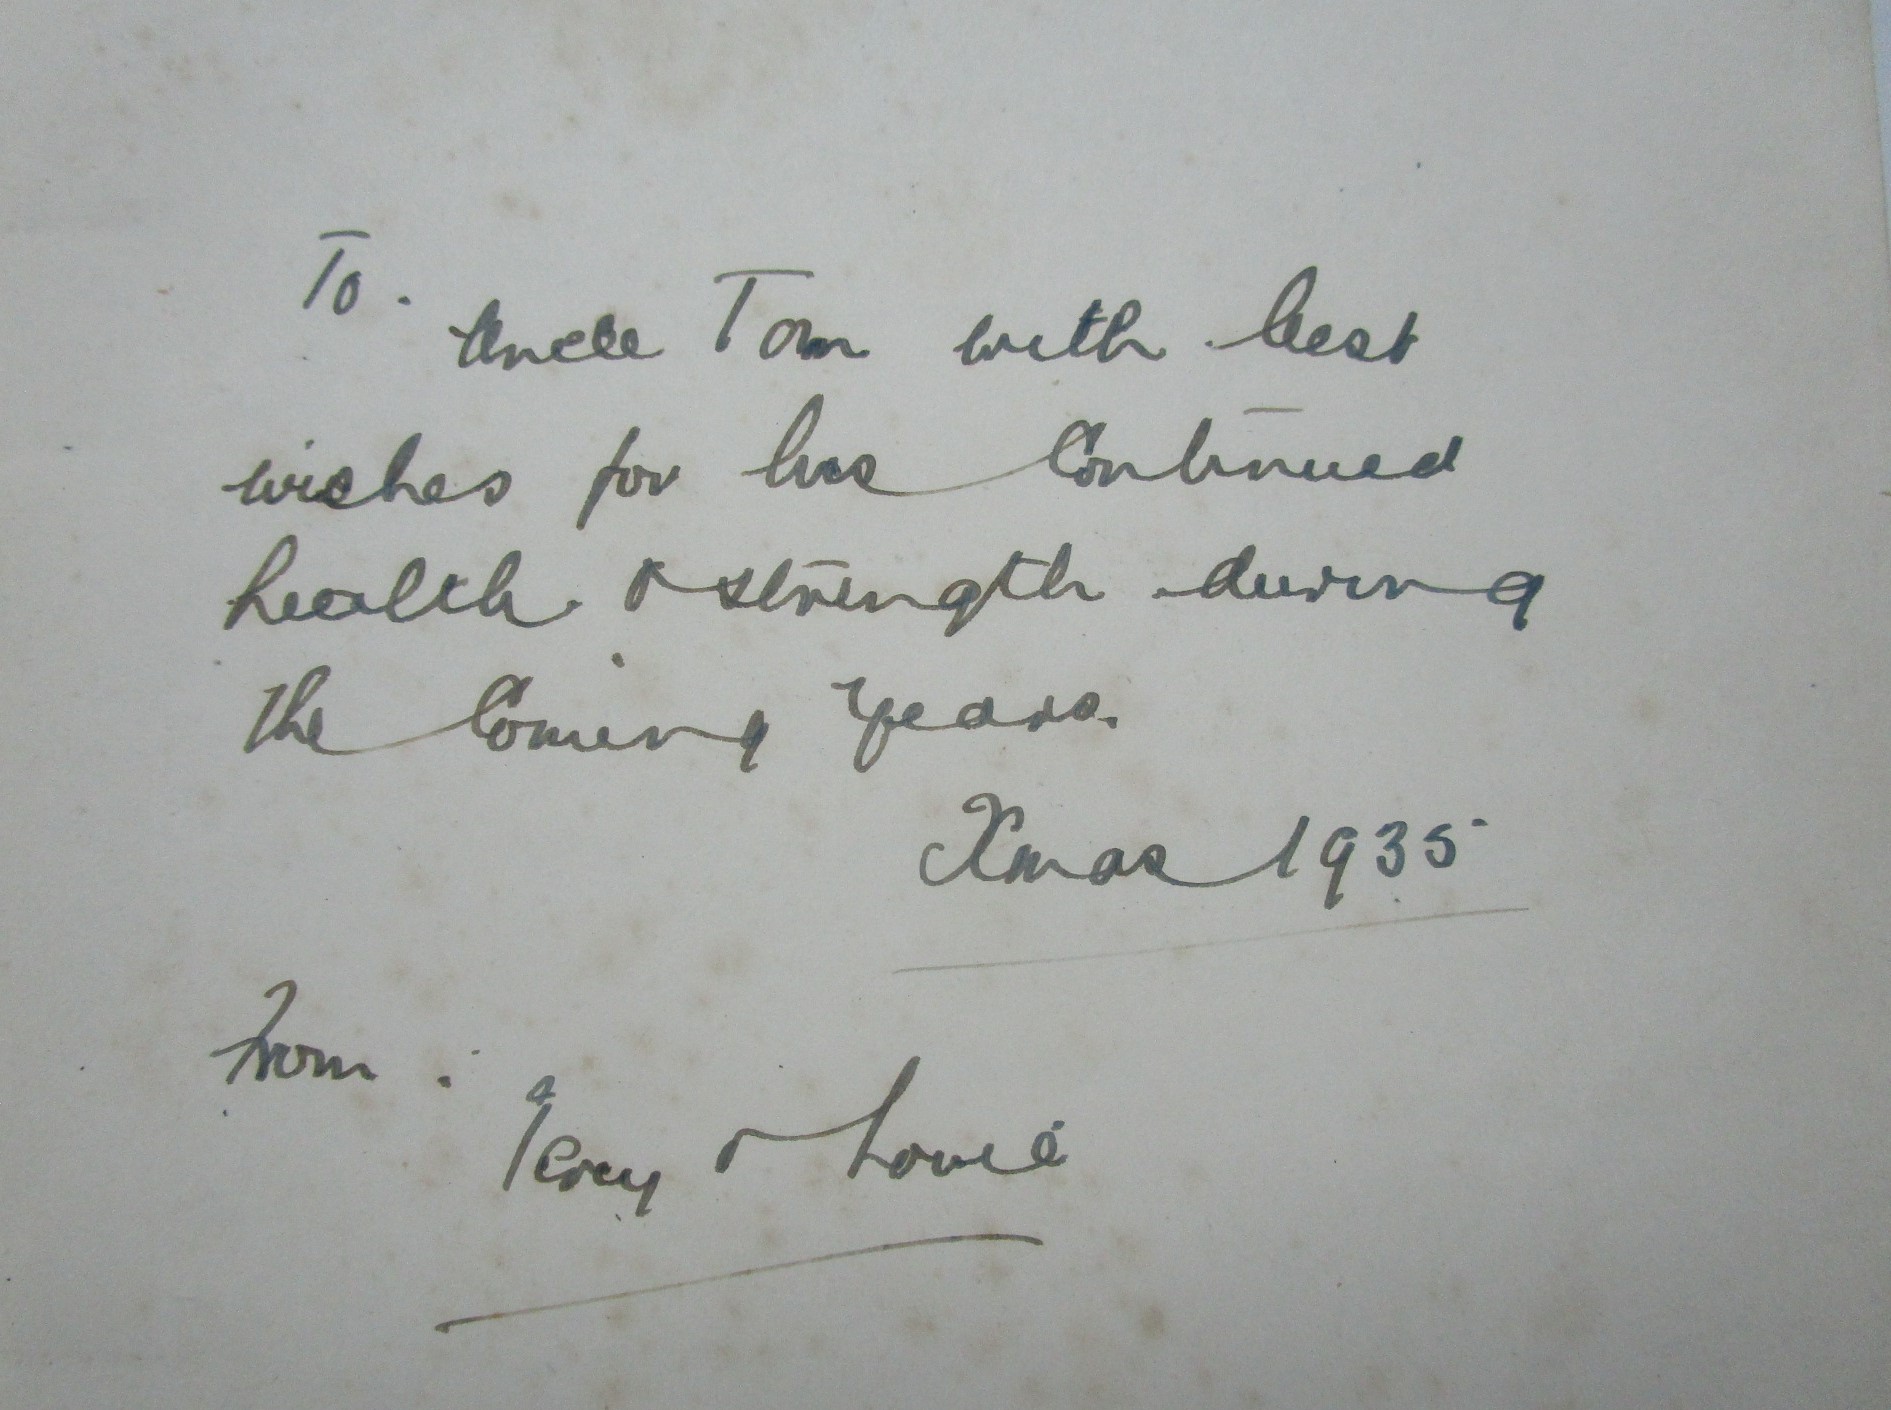 To.
Uncle Tom with best
wishes for his Continued
health & strength during
the Coming Years.
Xmas 1935
From :
Percy & Louie